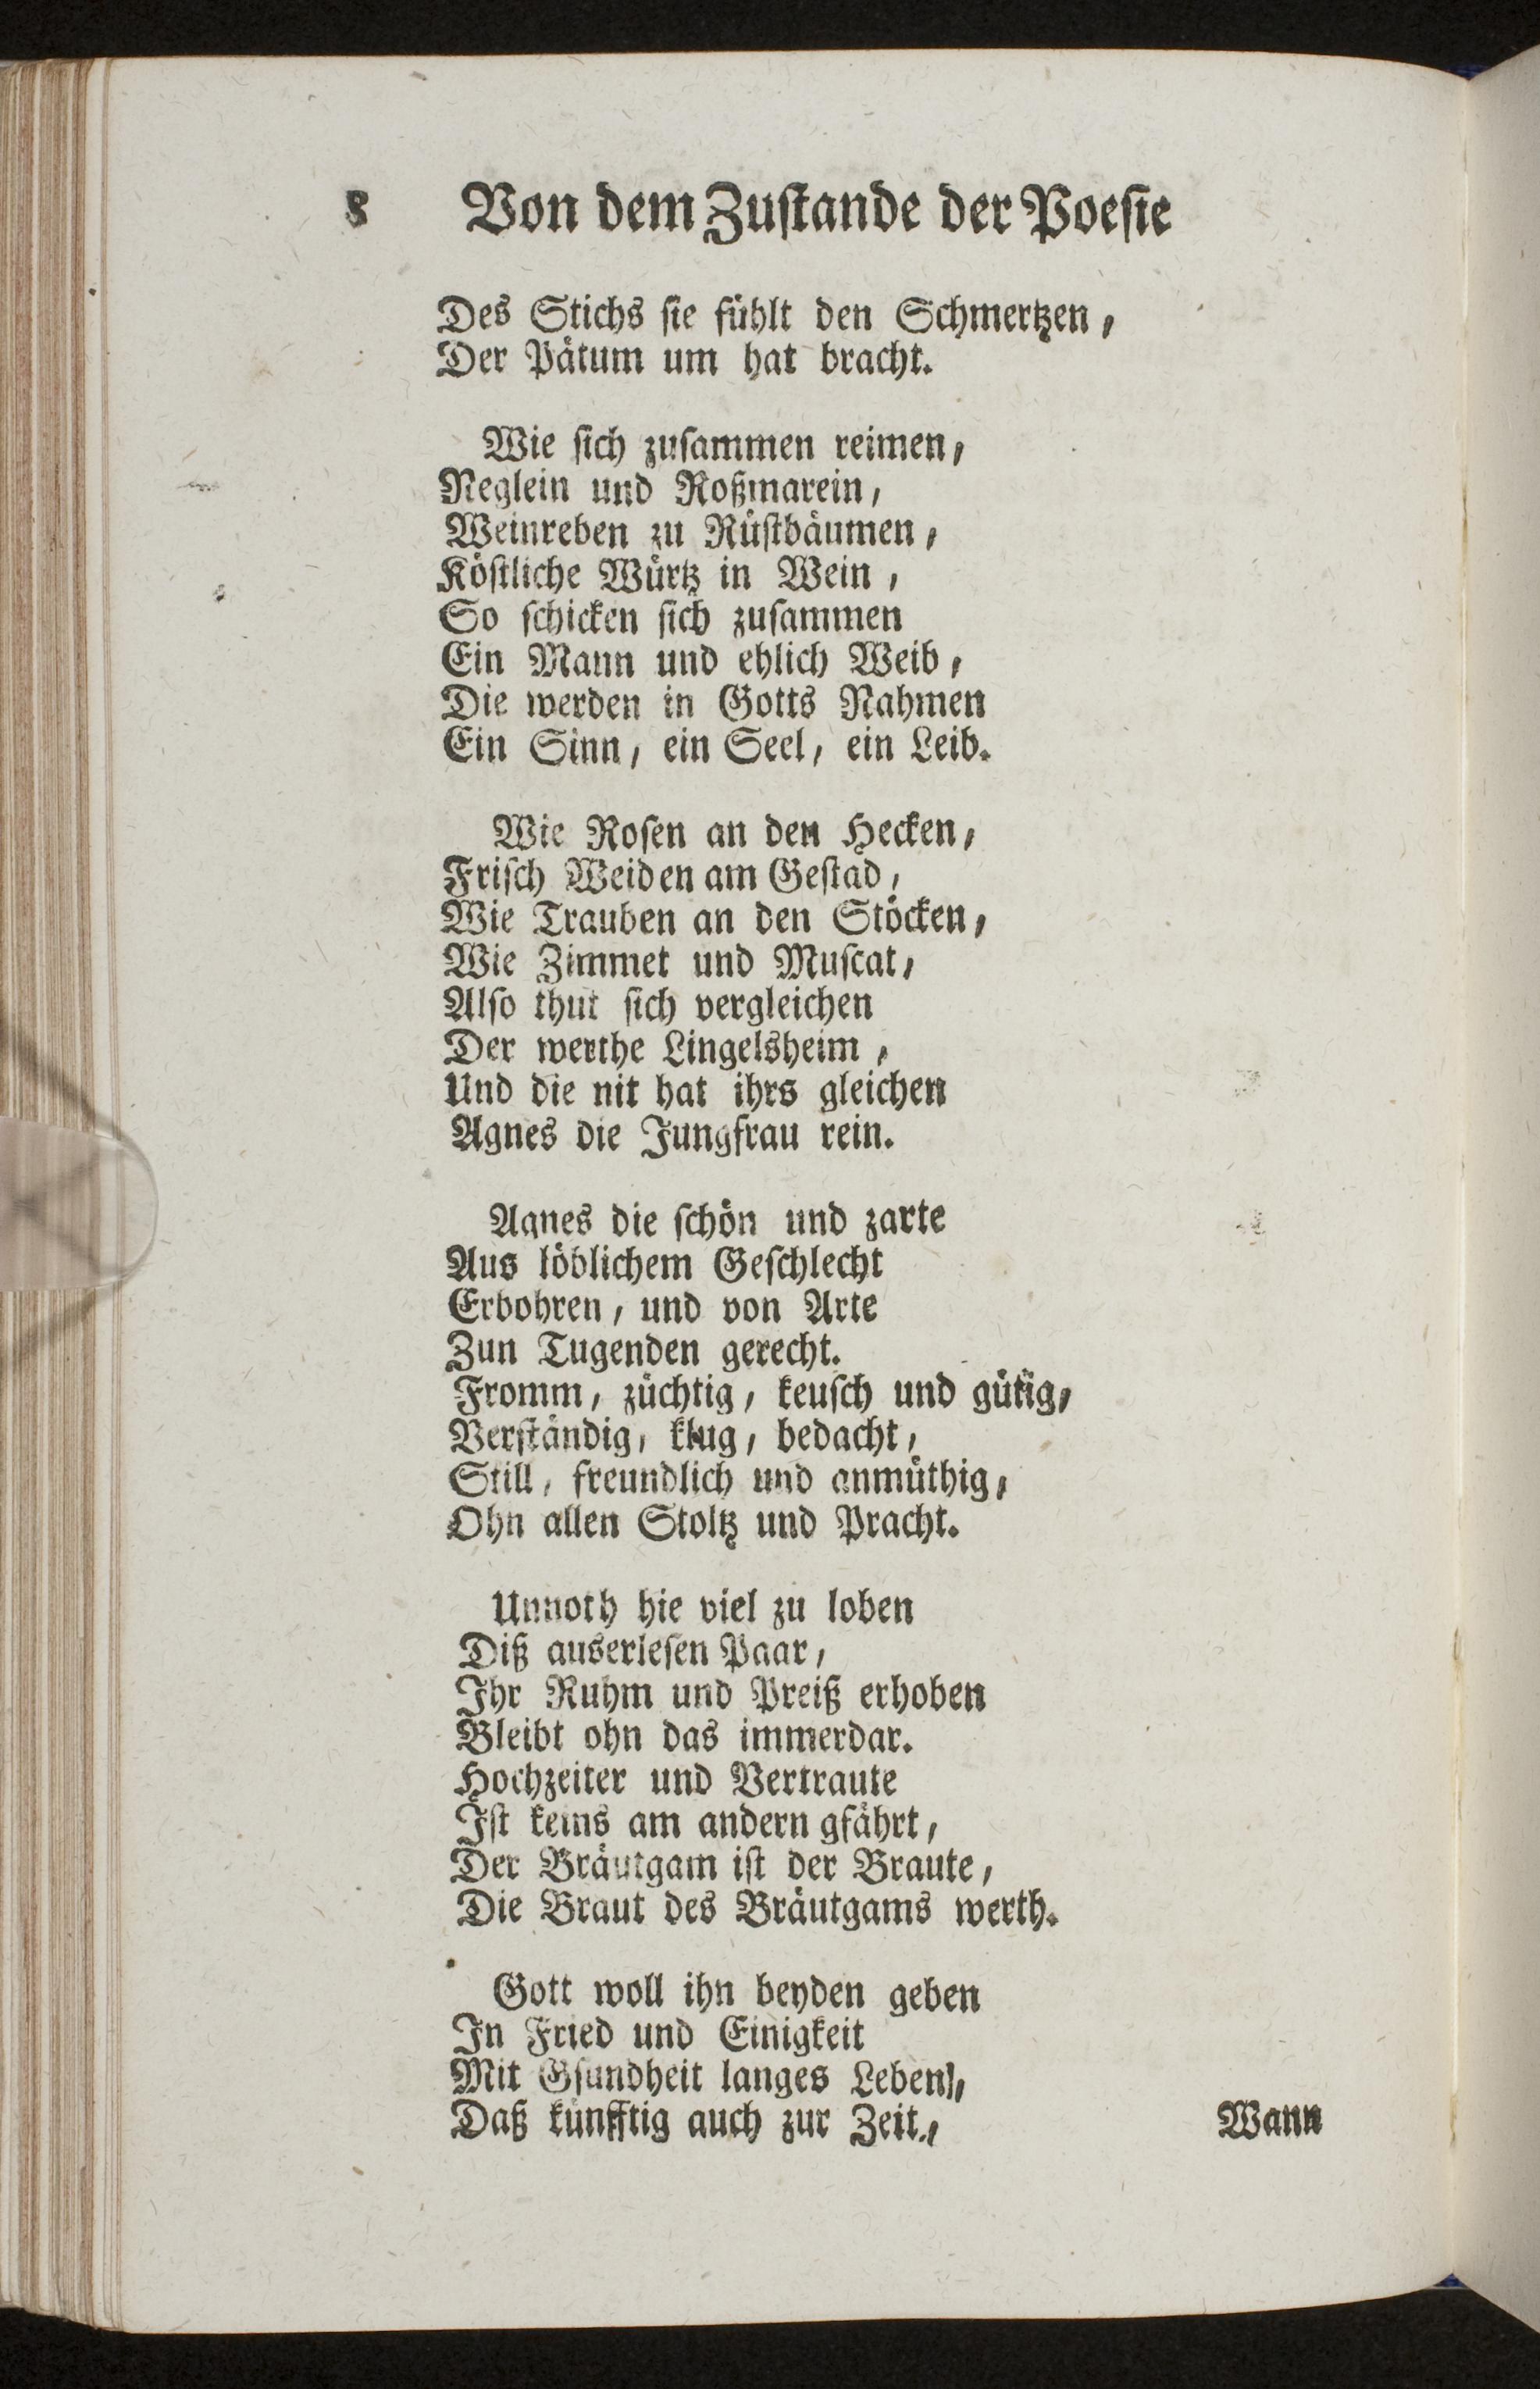 8 Von dem Zuſtande der Poeſie
Des Stichs ſie fühlt den Schmertzen,
Der Pätum um hat bracht.
Wie ſich zuſammen reimen,
Neglein und Roßmarein,
Weinreben zu Rüſtbäumen,
Köſtliche Würtz in Wein,
So ſchicken ſich zuſammen
Ein Mann und ehlich Weib,
Die werden in Gotts Nahmen
Ein Sinn, ein Seel, ein Leib.
Wie Roſen an den Hecken,
Friſch Weiden am Geſtad,
Wie Trauben an den Stöcken,
Wie Zimmet und Muſcat,
Alſo thut ſich vergleichen
Der werthe Lingelsheim,
Und die nit hat ihrs gleichen
Agnes die Jungfrau rein.
Agnes die ſchön und zarte
Aus löblichem Geſchlecht
Erbohren, und von Arte
Zun Tugenden gerecht.
Fromm, züchtig, keuſch und gütig,
Verſtändig, klug, bedacht,
Still, freundlich und anmüthig,
Ohn allen Stoltz und Pracht.
Unnoth hie viel zu loben
Diß auserleſen Paar,
Ihr Ruhm und Preiß erhoben
Bleibt ohn das immerdar.
Hochzeiter und Vertraute
Iſt keins am andern gfährt,
Der Bräutgam iſt der Braute,
Die Braut des Bräutgams werth.
Gott woll ihn beyden geben
In Fried und Einigkeit
Mit Gſundheit langes Leben,
Daß künfftig auch zur Zeit,
Wann